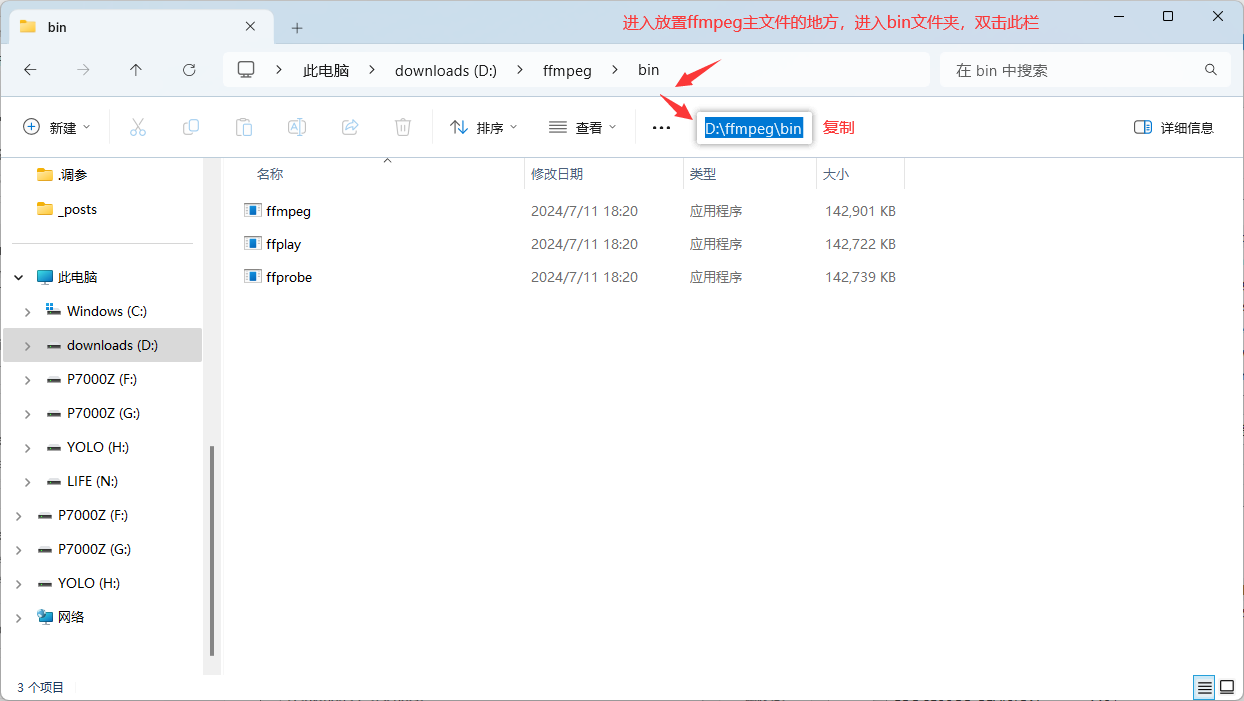 bin
进入放置ffmpeg主文件的地方，进入bin文件夹，双击此栏
此电脑 downloads (D:) ffmpeg bin
在 bin 中搜索
新建 排序 查看 ... D:\ffmpeg\bin 复制 详细信息
名称 修改日期 类型 大小
ffmpeg 2024/7/11 18:20 应用程序 142,901 KB
ffplay 2024/7/11 18:20 应用程序 142,722 KB
ffprobe 2024/7/11 18:20 应用程序 142,739 KB
.调参
_posts
此电脑
Windows (C:)
downloads (D:)
P7000Z (F:)
P7000Z (G:)
YOLO (H:)
LIFE (N:)
P7000Z (F:)
P7000Z (G:)
YOLO (H:)
网络
3 个项目